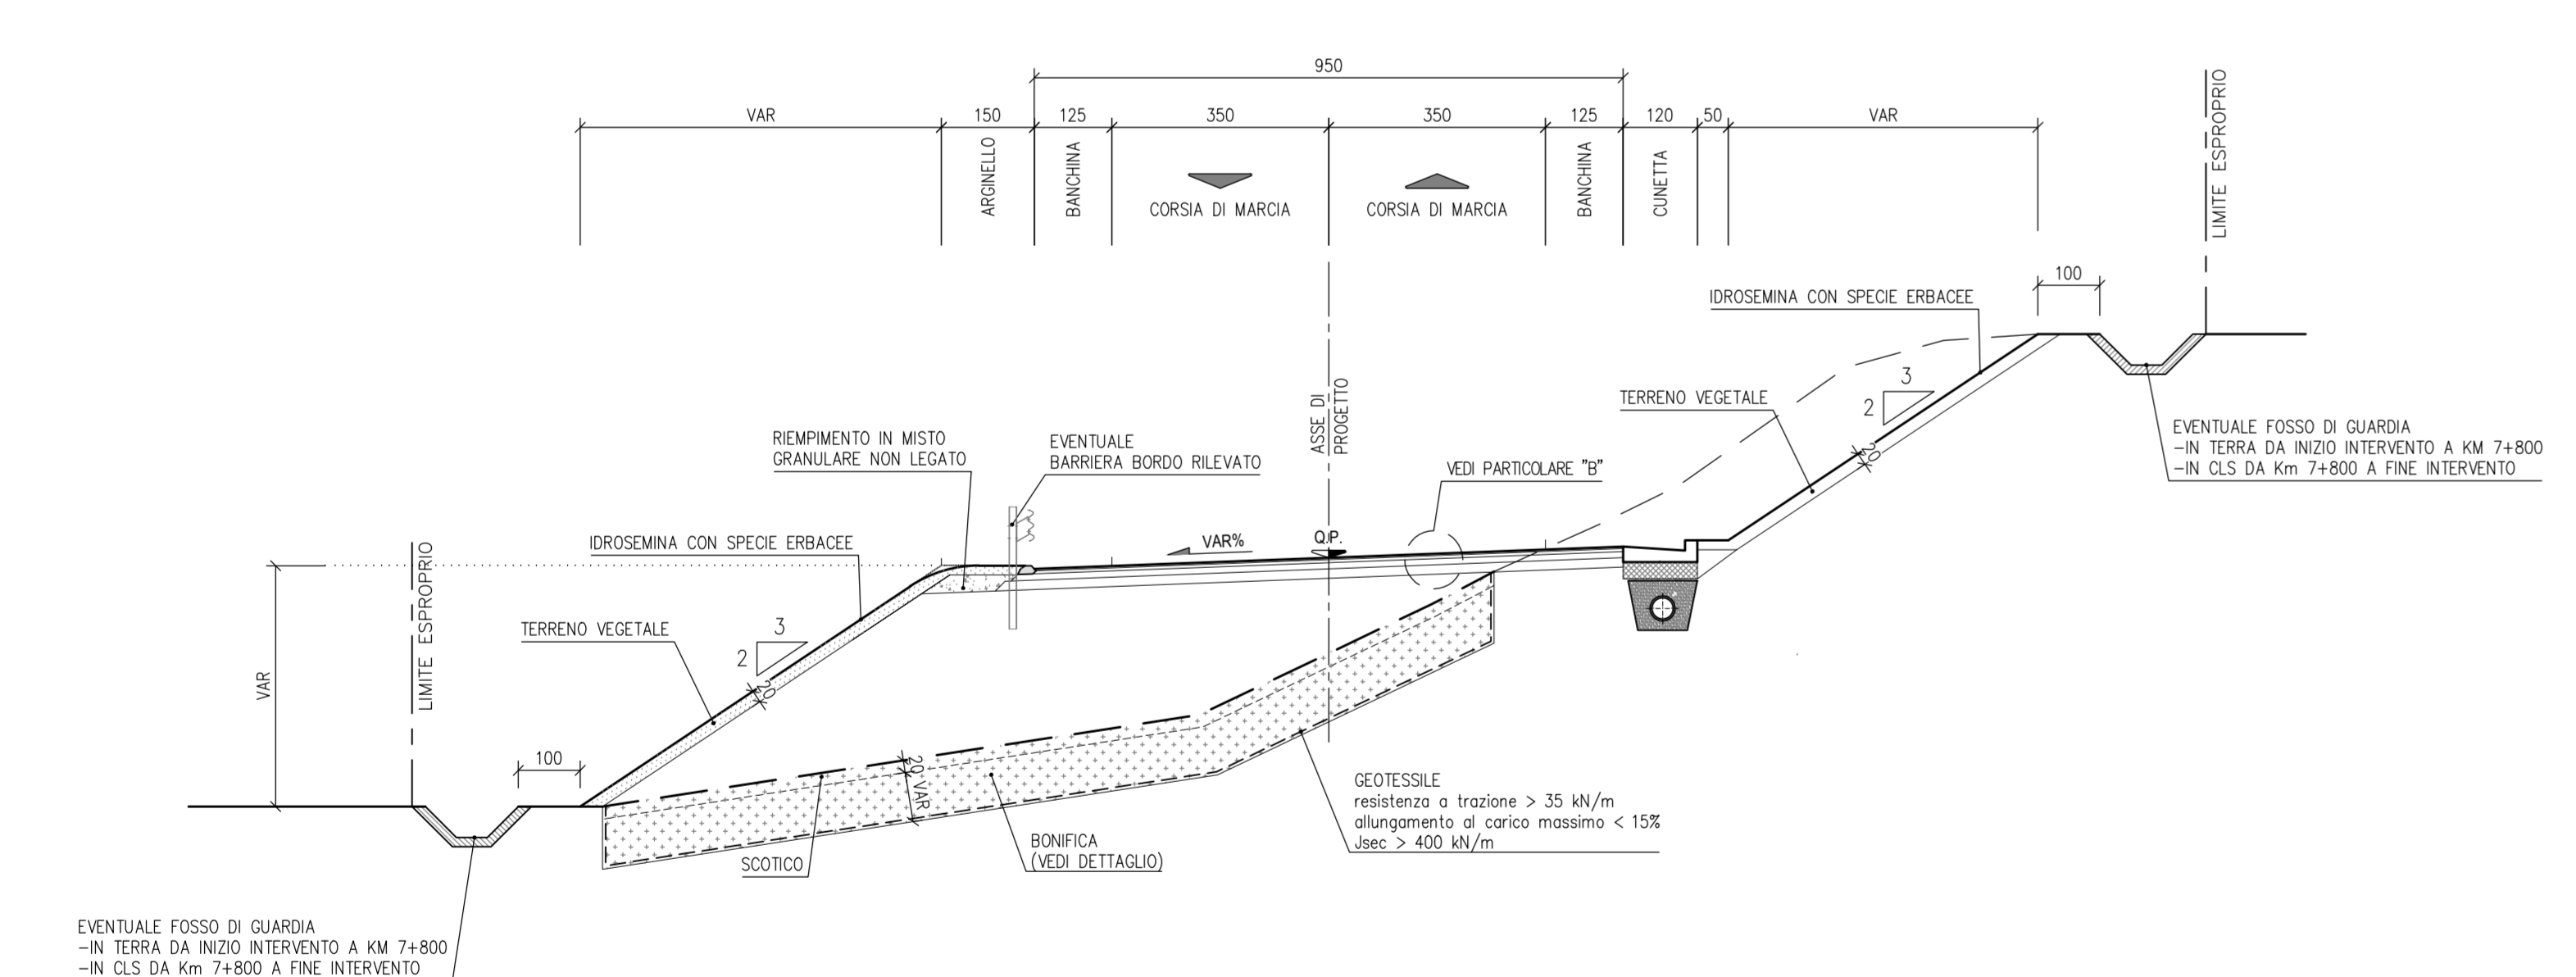 950
VAR
150
125
350
350
125
120
50
VAR
ARGINELLO
BANCHINA
CORSIA DI MARCIA
CORSIA DI MARCIA
BANCHINA
CUNETTA
LIMITE ESPROPRIO
100
IDROSEMINA CON SPECIE ERBACEE
3
2
TERRENO VEGETALE
20
ASSE DI
PROGETTO
EVENTUALE FOSSO DI GUARDIA
-IN TERRA DA INIZIO INTERVENTO A KM 7+800
-IN CLS DA Km 7+800 A FINE INTERVENTO
RIEMPIMENTO IN MISTO
GRANULARE NON LEGATO
EVENTUALE
BARRIERA BORDO RILEVATO
VEDI PARTICOLARE "B"
VAR%
Q.P.
IDROSEMINA CON SPECIE ERBACEE
LIMITE ESPROPRIO
TERRENO VEGETALE
3
2
20
VAR
100
20
VAR
SCOTICO
BONIFICA
(VEDI DETTAGLIO)
GEOTESSILE
resistenza a trazione > 35 kN/m
allungamento al carico massimo < 15%
Jsec > 400 kN/m
EVENTUALE FOSSO DI GUARDIA
-IN TERRA DA INIZIO INTERVENTO A KM 7+800
-IN CLS DA Km 7+800 A FINE INTERVENTO